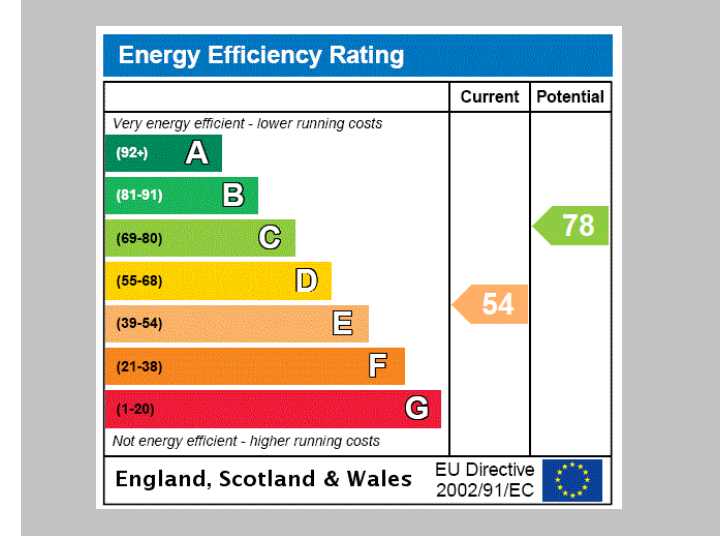 Energy Efficiency Rating
Current Potential
Very energy efficient - lower running costs
(92+) A
(81-91) B
(69-80) C
78
(55-68) D
54
(39-54) E
(21-38) F
(1-20) G
Not energy efficient - higher running costs
England, Scotland & Wales
EU Directive
2002/91/EC